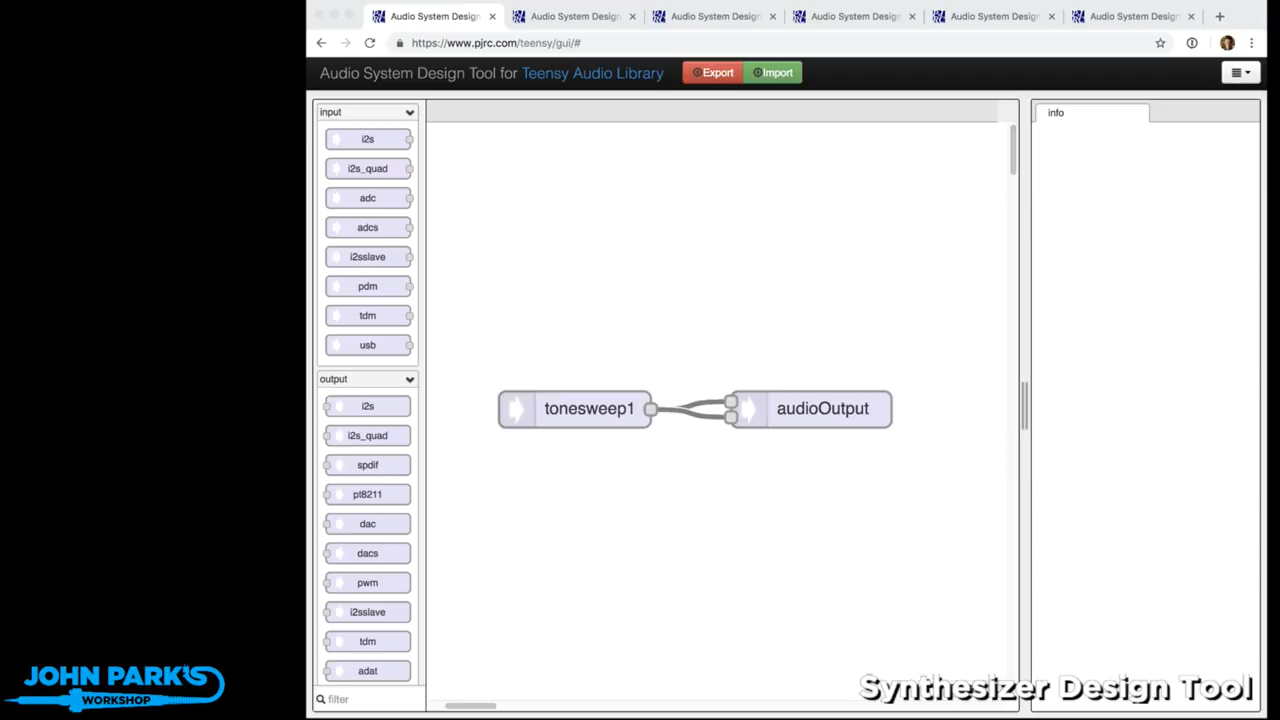 Audio System Design
Audio System Design
Audio System Design
Audio System Design
Audio System Design
Audio System Design
https://www.pjrc.com/teensy/gui/#
Audio System Design Tool for Teensy Audio Library
Export
Import
input
i2s
i2s_quad
adc
adcs
i2sslave
pdm
tdm
usb
output
i2s
i2s_quad
spdif
pt8211
dac
dacs
pwm
i2sslave
tdm
adat
filter
tonesweep1
audioOutput
info
JOHN PARK'S
WORKSHOP
Synthesizer Design Tool